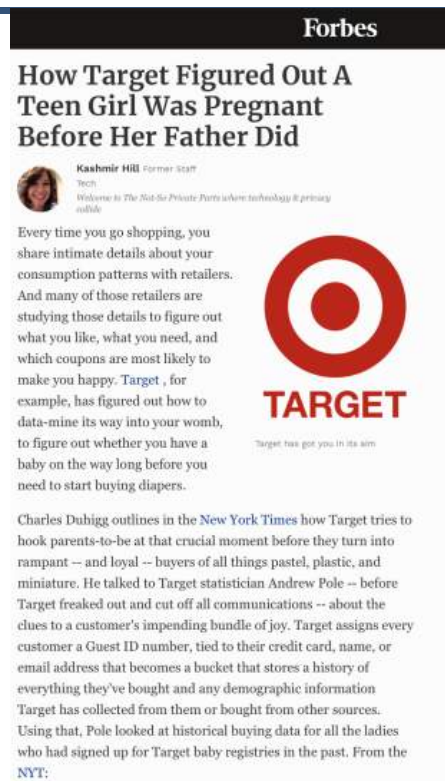 Forbes
How Target Figured Out A
Teen Girl Was Pregnant
Before Her Father Did
Kashmir Hill Former Staff
Tech
Welcome to The Not-So Private Parts where technology & privacy
collide
Every time you go shopping, you
share intimate details about your
consumption patterns with retailers.
And many of those retailers are
studying those details to figure out
what you like, what you need, and
which coupons are most likely to
make you happy. Target , for
example, has figured out how to
data-mine its way into your womb,
to figure out whether you have a
baby on the way long before you
need to start buying diapers.
TARGET
Target has got you in its aim
Charles Duhigg outlines in the New York Times how Target tries to
hook parents-to-be at that crucial moment before they turn into
rampant -- and loyal -- buyers of all things pastel, plastic, and
miniature. He talked to Target statistician Andrew Pole -- before
Target freaked out and cut off all communications -- about the
clues to a customer's impending bundle of joy. Target assigns every
customer a Guest ID number, tied to their credit card, name, or
email address that becomes a bucket that stores a history of
everything they've bought and any demographic information
Target has collected from them or bought from other sources.
Using that, Pole looked at historical buying data for all the ladies
who had signed up for Target baby registries in the past. From the
NYT: